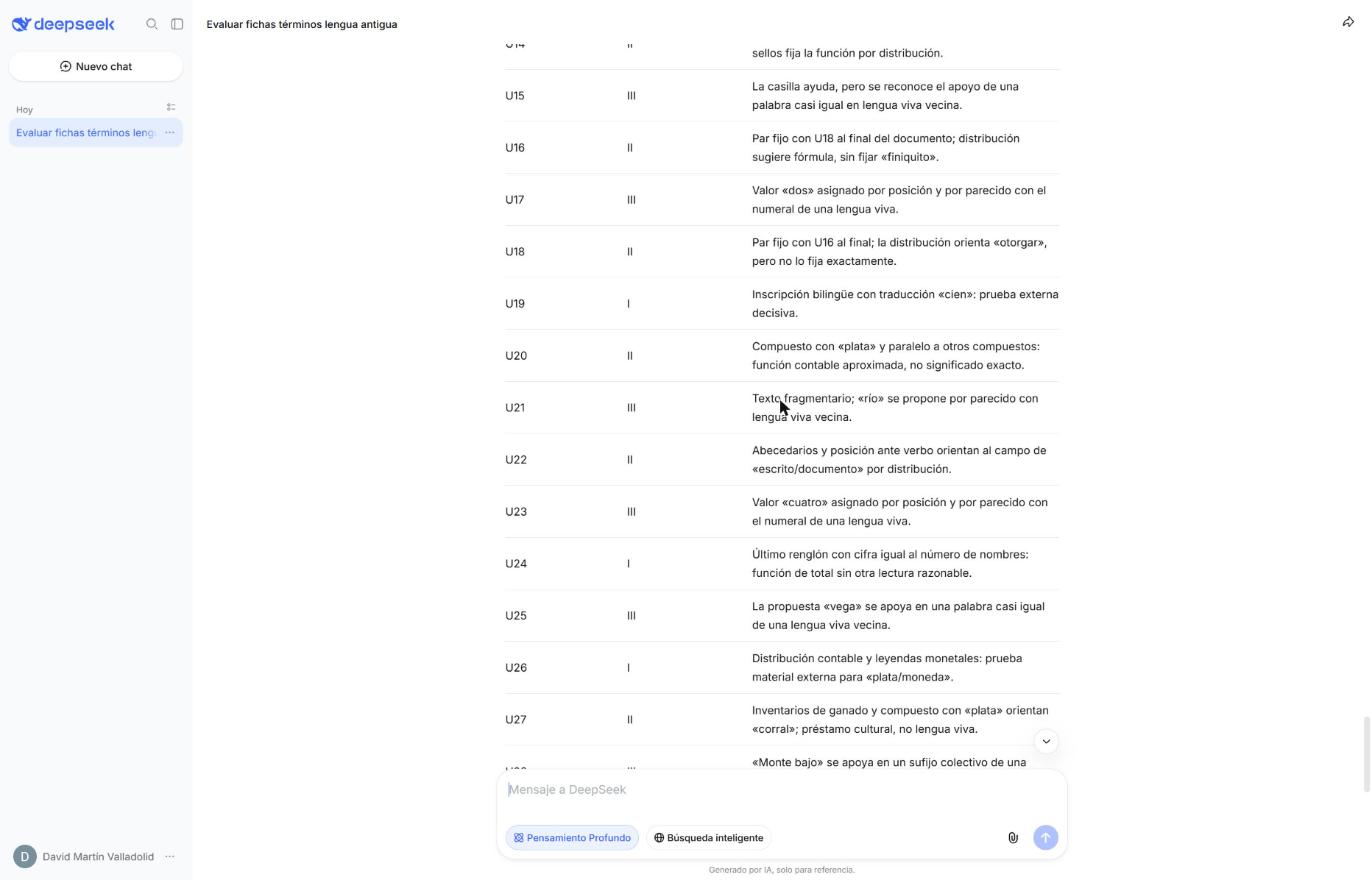 deepseek
Nuevo chat
Hoy
Evaluar fichas términos leng
David Martín Valladolid
D
Evaluar fichas términos lengua antigua
U14 II
sellos fija la función por distribución.
U15 III La casilla ayuda, pero se reconoce el apoyo de una
palabra casi igual en lengua viva vecina.
U16 II Par fijo con U18 al final del documento; distribución
sugiere fórmula, sin fijar «finiquito».
U17 III Valor «dos» asignado por posición y por parecido con el
numeral de una lengua viva.
U18 II Par fijo con U16 al final; la distribución orienta «otorgar»,
pero no lo fija exactamente.
U19 I Inscripción bilingüe con traducción «cien»: prueba externa
decisiva.
U20 II Compuesto con «plata» y paralelo a otros compuestos:
función contable aproximada, no significado exacto.
U21 III Texto fragmentario; «río» se propone por parecido con
lengua viva vecina.
U22 II Abecedarios y posición ante verbo orientan al campo de
«escrito/documento» por distribución.
U23 III Valor «cuatro» asignado por posición y por parecido con
el numeral de una lengua viva.
U24 I Último renglón con cifra igual al número de nombres:
función de total sin otra lectura razonable.
U25 III La propuesta «vega» se apoya en una palabra casi igual
de una lengua viva vecina.
U26 I Distribución contable y leyendas monetales: prueba
material externa para «plata/moneda».
U27 II Inventarios de ganado y compuesto con «plata» orientan
«corral»; préstamo cultural, no lengua viva.
«Monte bajo» se apoya en un sufijo colectivo de una
Mensaje a DeepSeek
Pensamiento Profundo
Búsqueda inteligente
Generado por IA, solo para referencia.